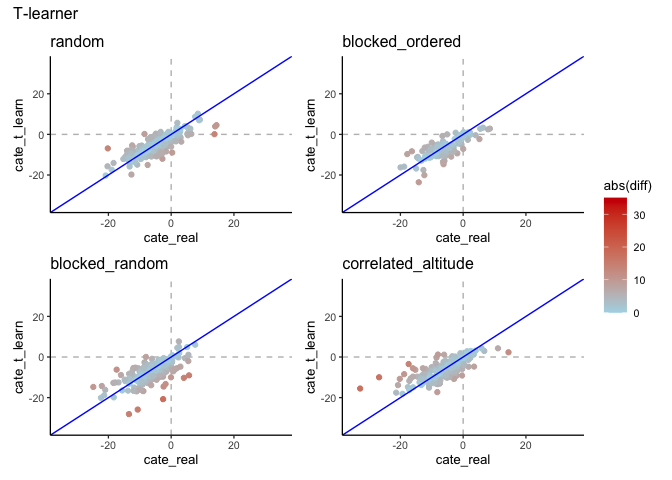 T-learner
random
blocked_ordered
cate_t_learn
20
0
-20
-20
0
20
cate_real
cate_t_learn
20
0
-20
-20
0
20
cate_real
blocked_random
correlated_altitude
cate_t_learn
20
0
-20
-20
0
20
cate_real
cate_t_learn
20
0
-20
-20
0
20
cate_real
abs(diff)
30
20
10
0